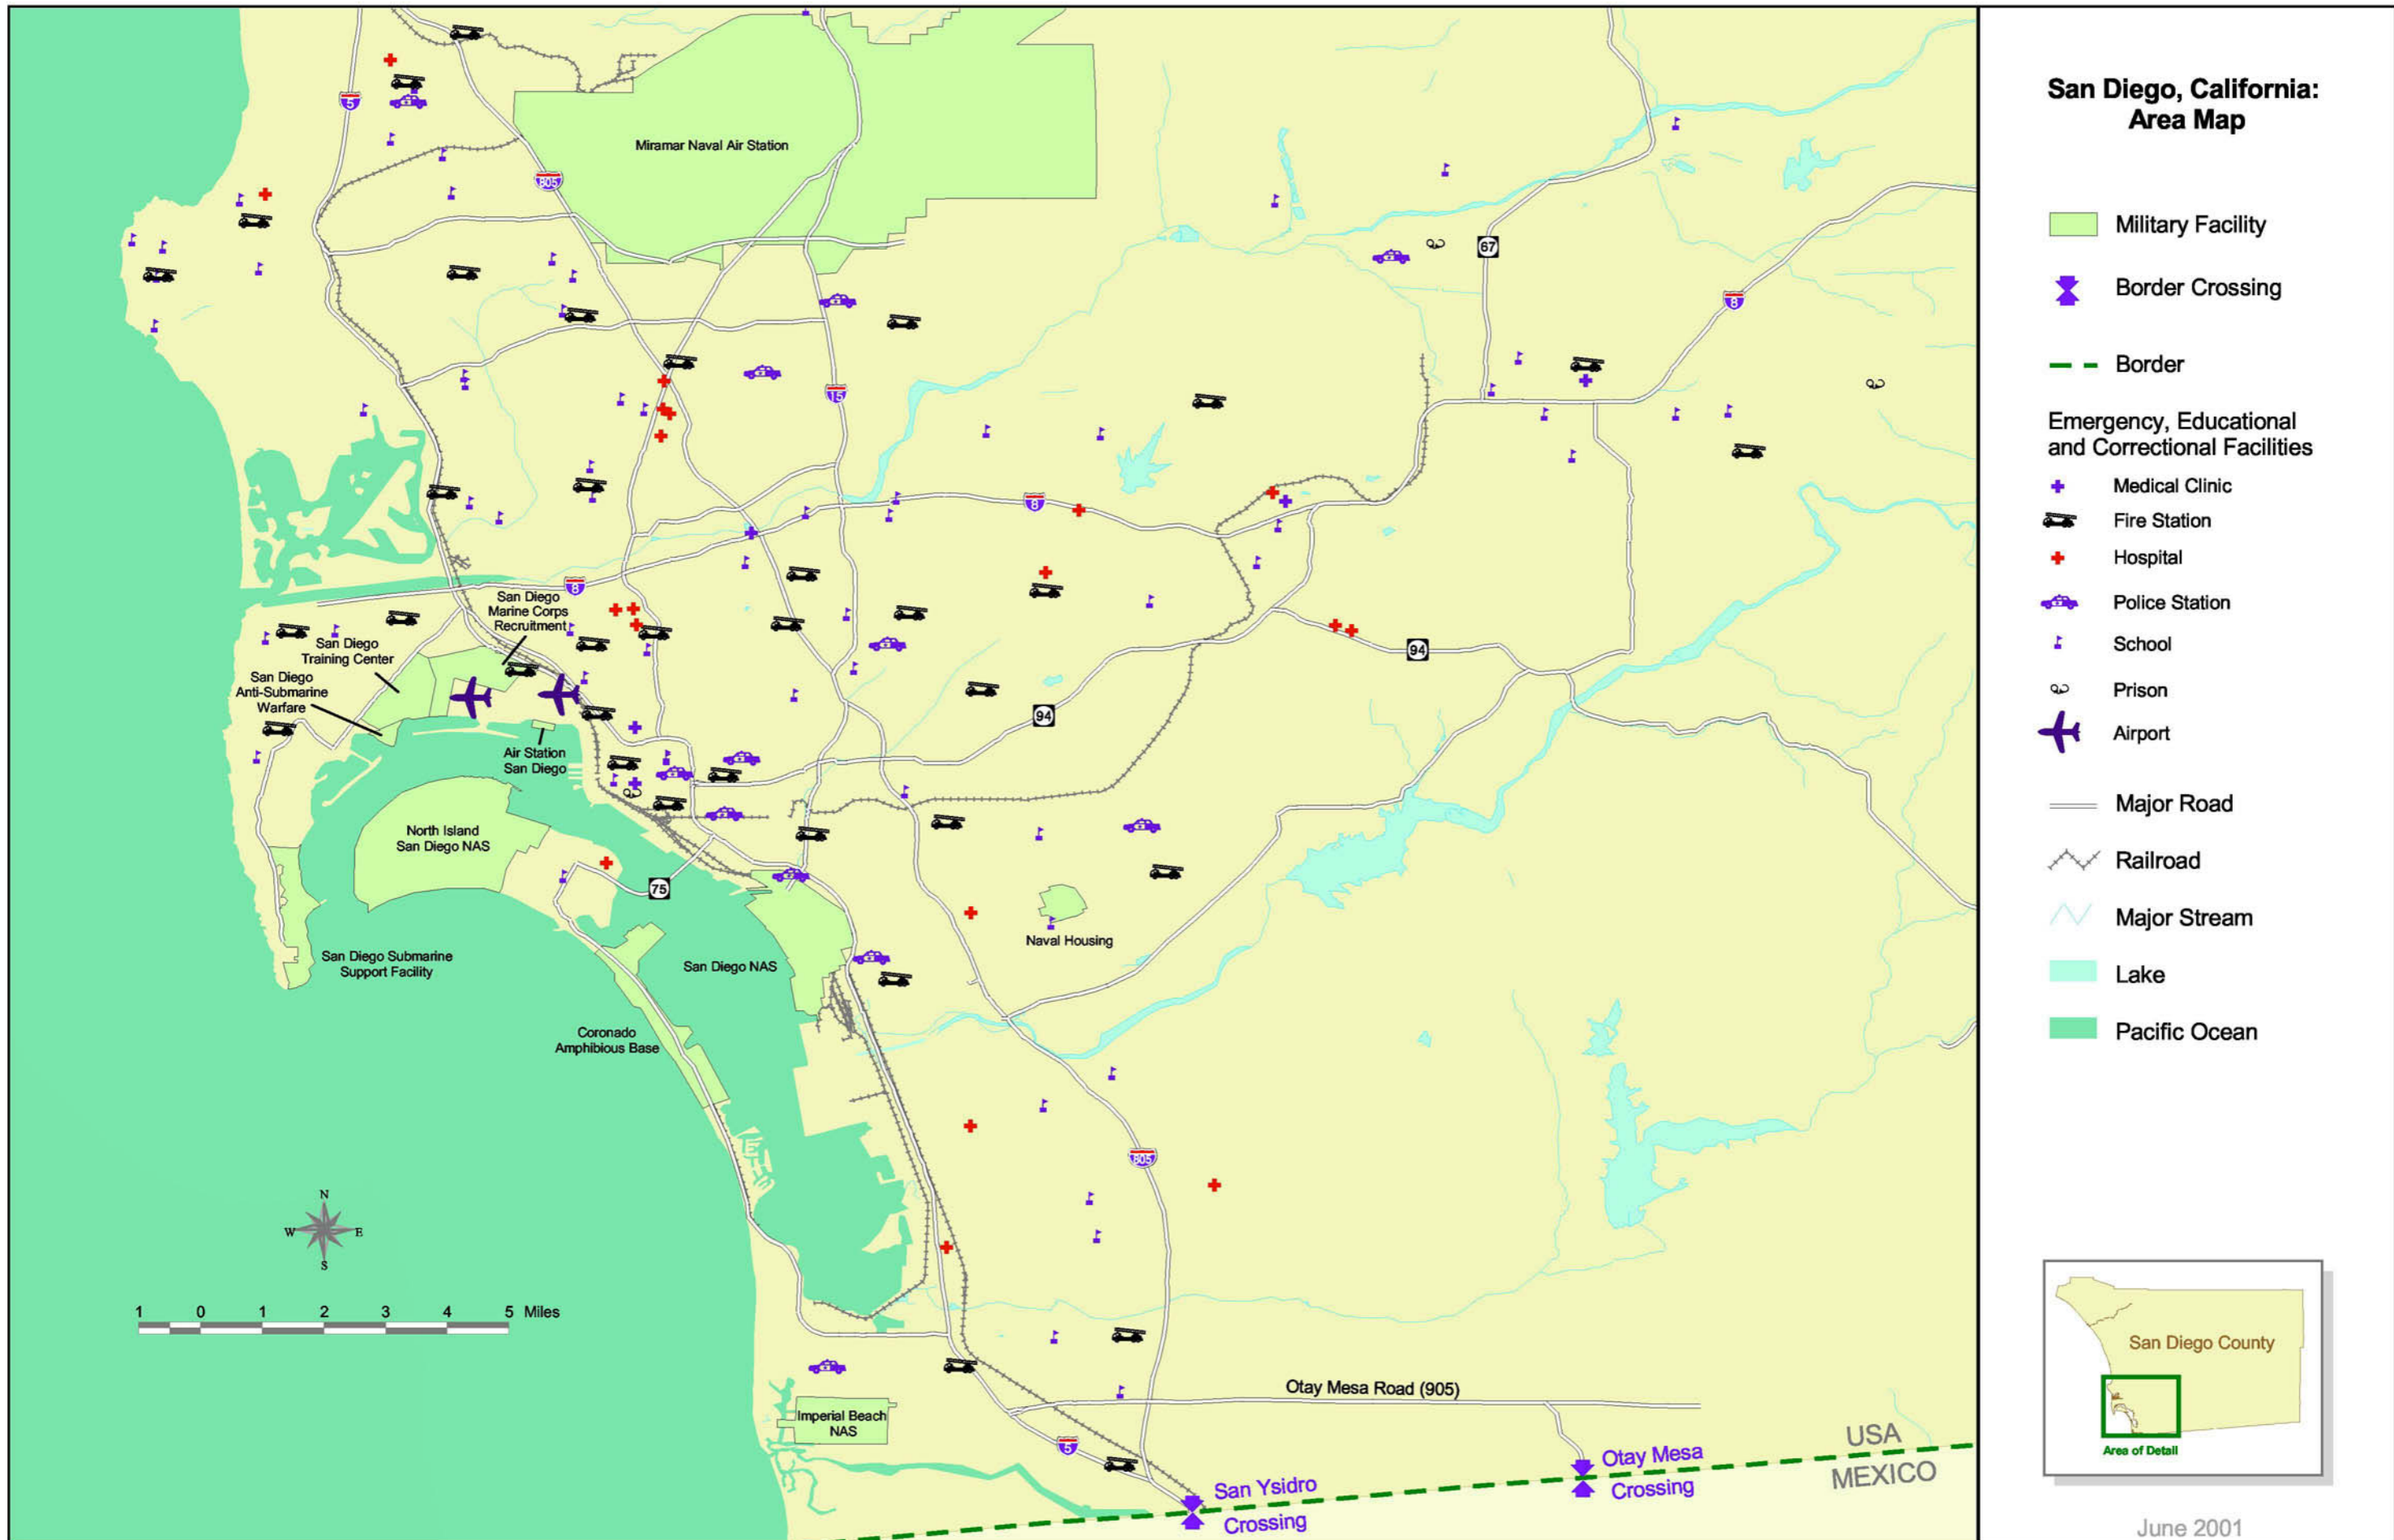 San Diego, California:
Area Map
Military Facility
Border Crossing
Border
Emergency, Educational
and Correctional Facilities
Medical Clinic
Fire Station
Hospital
Police Station
School
Prison
Airport
Major Road
Railroad
Major Stream
Lake
Pacific Ocean
San Diego County
Area of Detail
June 2001
5
805
Miramar Naval Air Station
67
8
15
8
8
San Diego
Marine Corps
Recruitment
San Diego
Training Center
San Diego
Anti-Submarine
Warfare
94
94
Air Station
San Diego
North Island
San Diego NAS
75
Naval Housing
San Diego Submarine
Support Facility
San Diego NAS
Coronado
Amphibious Base
805
N
W E
S
1 0 1 2 3 4 5 Miles
Otay Mesa Road (905)
Imperial Beach
NAS
5
USA
MEXICO
Otay Mesa
Crossing
San Ysidro
Crossing